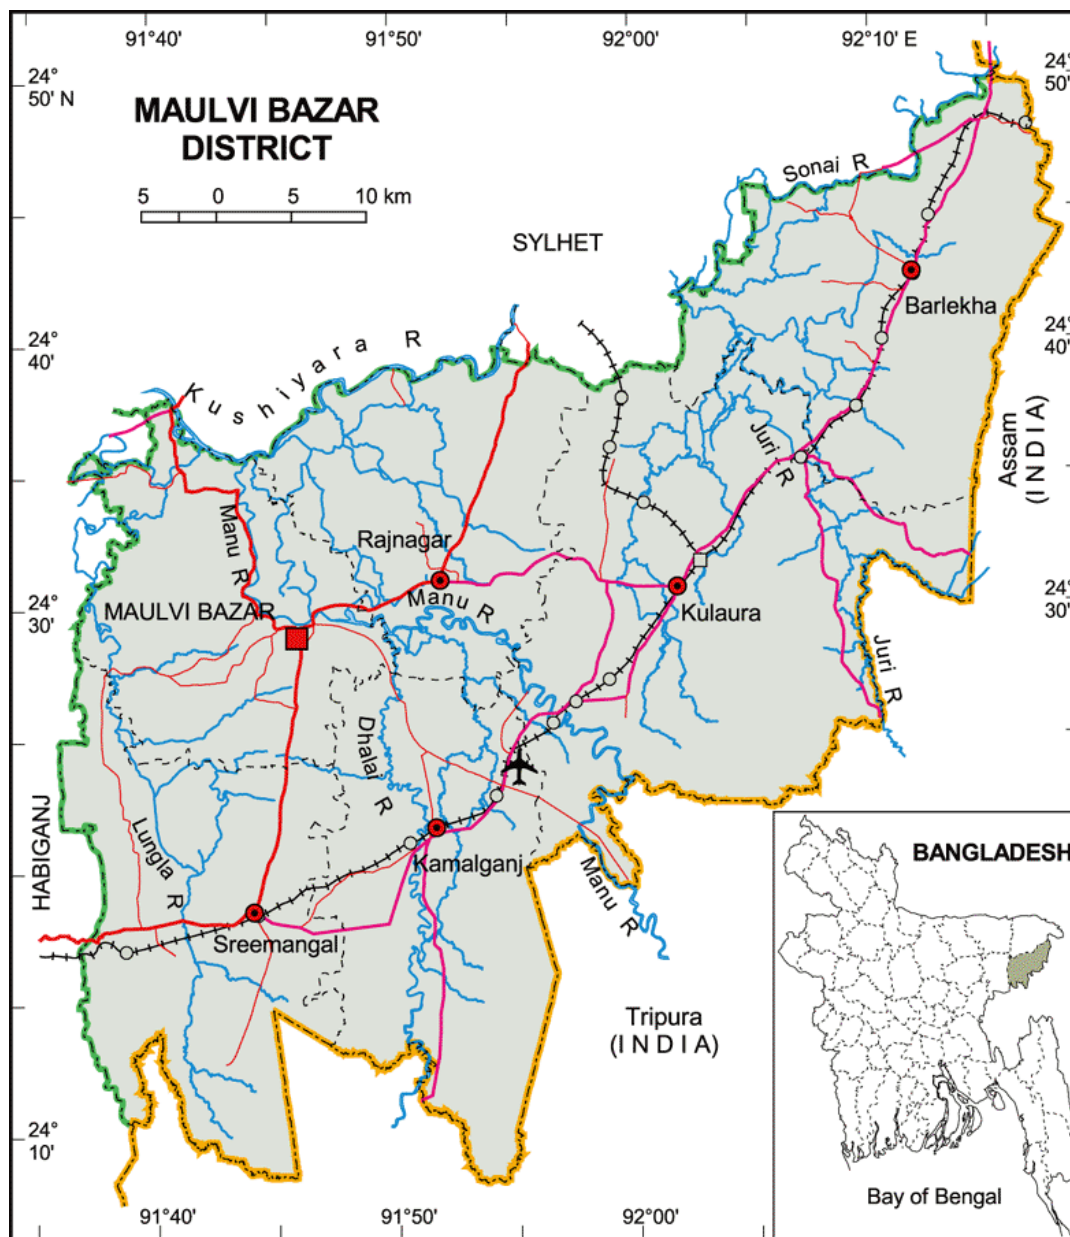 91°40'
91°50'
92°00'
92°10' E
24°
50' N
24°
50'
MAULVI BAZAR
DISTRICT
5 0 5 10 km
Sonai R
SYLHET
Barlekha
24°
40'
24°
40'
Kushiyara R
Juri R
Assam
(INDIA)
Manu R
Rajnagar
Manu R
24°
30'
24°
30'
MAULVI BAZAR
Kulaura
Juri R
Dhalai R
HABIGANJ
Lungla R
Kamalganj
Manu R
BANGLADESH
Sreemangal
Tripura
(INDIA)
24°
10'
Bay of Bengal
91°40'
91°50'
92°00'